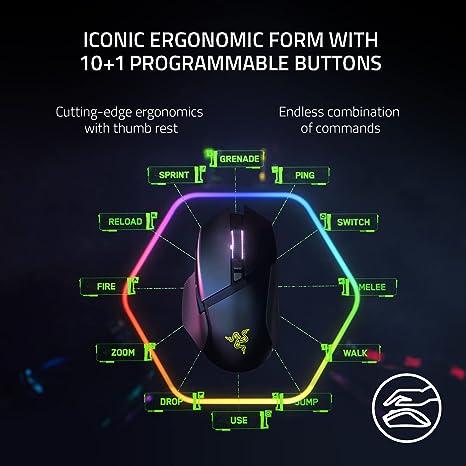 ICONIC ERGONOMIC FORM WITH
10+1 PROGRAMMABLE BUTTONS
Cutting-edge ergonomics
with thumb rest
Endless combination
of commands
GRENADE
SPRINT
PING
RELOAD
SWITCH
FIRE
MELEE
ZOOM
WALK
DROP
JUMP
USE